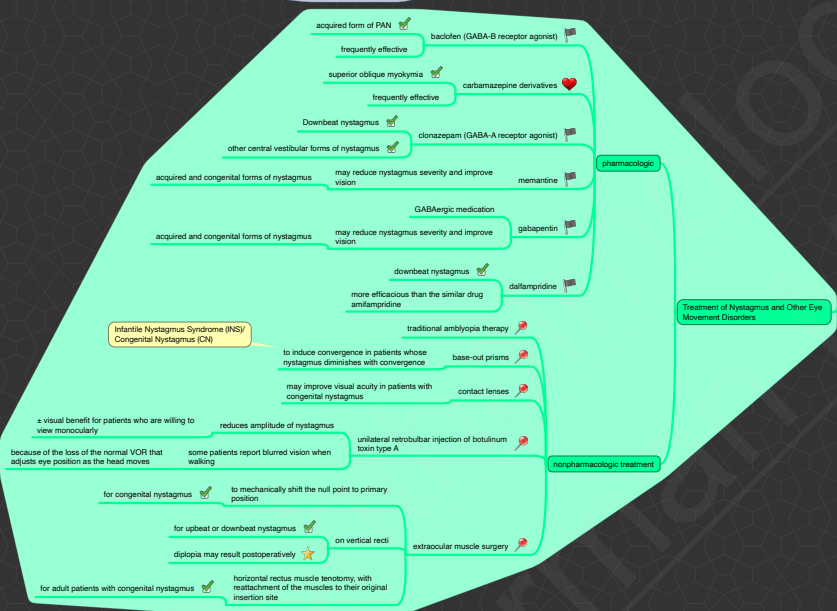 acquired form of PAN
frequently effective
baclofen (GABA-B receptor agonist)
superior oblique myokymia
frequently effective
carbamazepine derivatives
Downbeat nystagmus
other central vestibular forms of nystagmus
clonazepam (GABA-A receptor agonist)
acquired and congenital forms of nystagmus
may reduce nystagmus severity and improve
vision
memantine
GABAergic medication
acquired and congenital forms of nystagmus
may reduce nystagmus severity and improve
vision
gabapentin
downbeat nystagmus
more efficacious than the similar drug
amifampridine
dalfampridine
pharmacologic
Treatment of Nystagmus and Other Eye
Movement Disorders
Infantile Nystagmus Syndrome (INS)/
Congenital Nystagmus (CN)
traditional amblyopia therapy
to induce convergence in patients whose
nystagmus diminishes with convergence
base-out prisms
may improve visual acuity in patients with
congenital nystagmus
contact lenses
± visual benefit for patients who are willing to
view monocularly
reduces amplitude of nystagmus
because of the loss of the normal VOR that
adjusts eye position as the head moves
some patients report blurred vision when
walking
unilateral retrobulbar injection of botulinum
toxin type A
nonpharmacologic treatment
for congenital nystagmus
to mechanically shift the null point to primary
position
for upbeat or downbeat nystagmus
diplopia may result postoperatively
on vertical recti
extraocular muscle surgery
for adult patients with congenital nystagmus
horizontal rectus muscle tenotomy, with
reattachment of the muscles to their original
insertion site